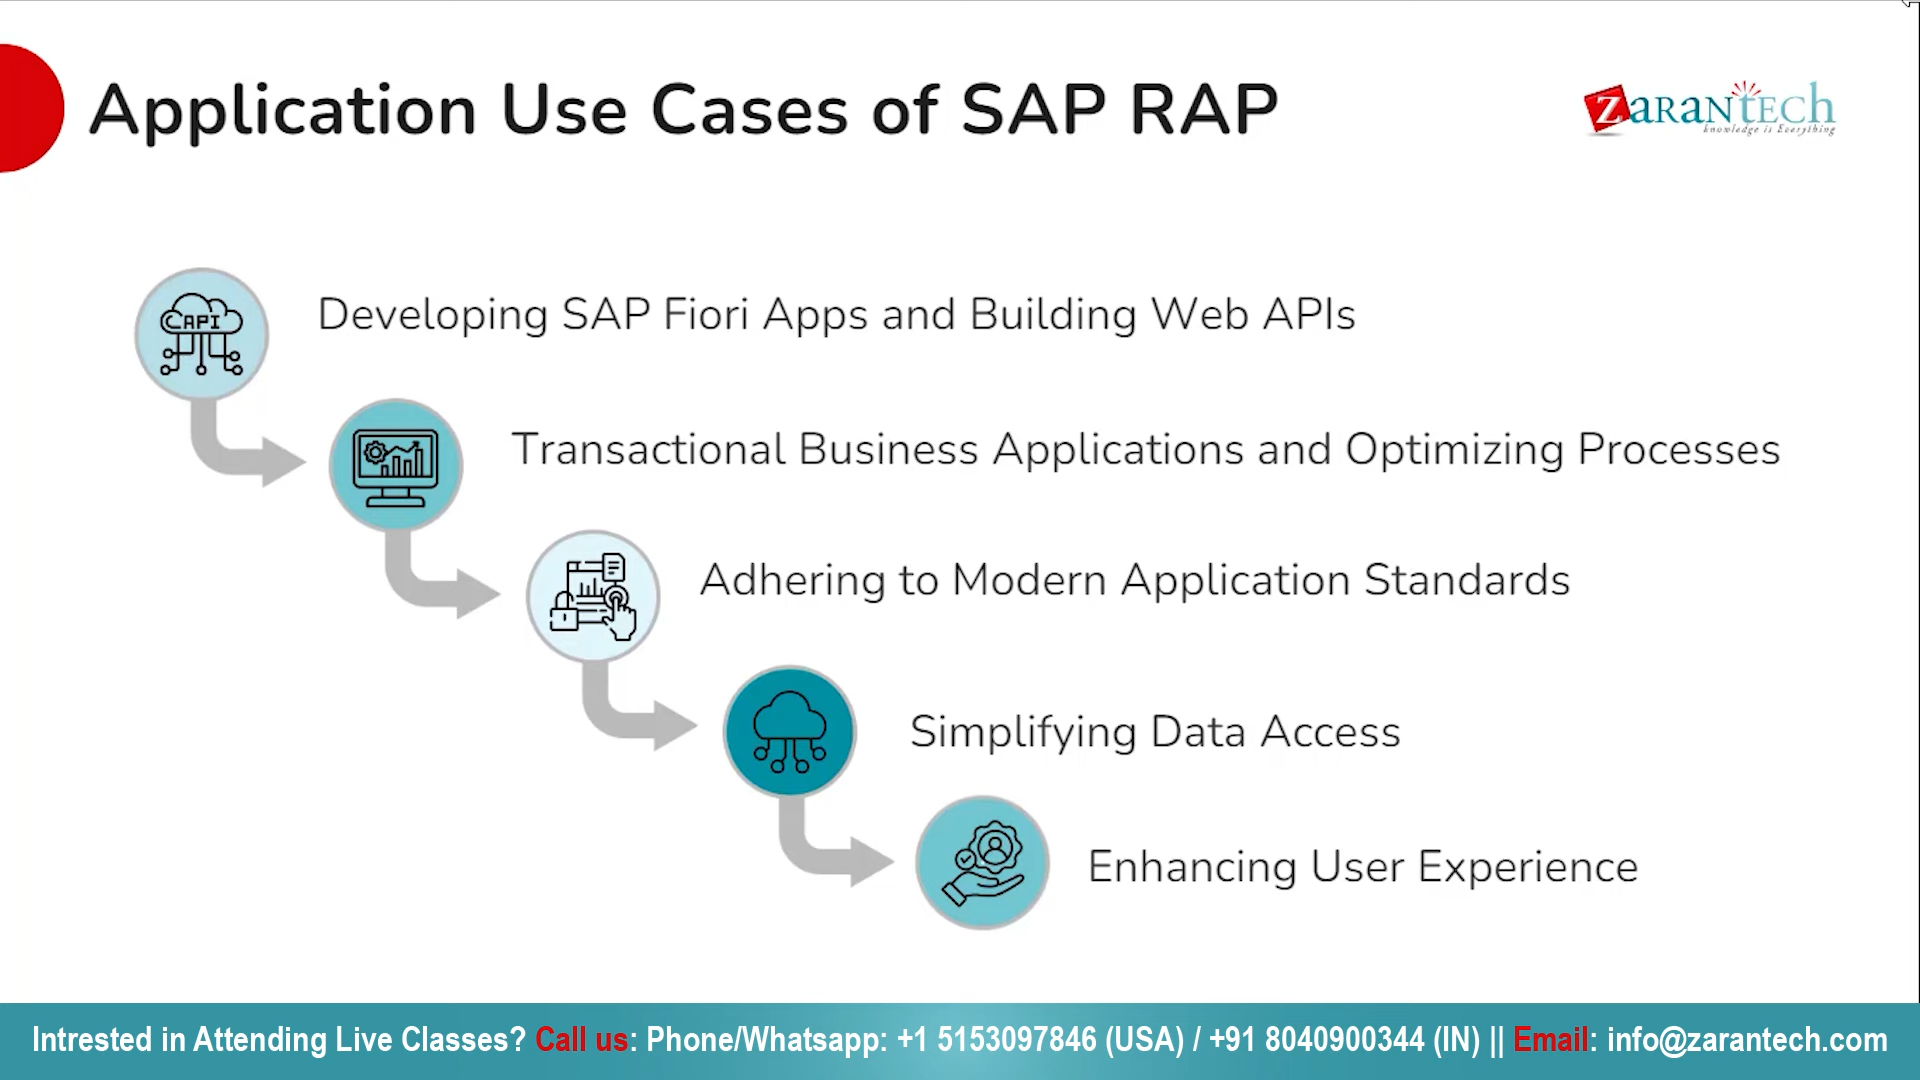 Application Use Cases of SAP RAP
ZARANTECH
knowledge is Everything
API
Developing SAP Fiori Apps and Building Web APIs
Transactional Business Applications and Optimizing Processes
Adhering to Modern Application Standards
Simplifying Data Access
Enhancing User Experience
Intrested in Attending Live Classes? Call us: Phone/Whatsapp: +1 5153097846 (USA) / +91 8040900344 (IN) || Email: info@zarantech.com